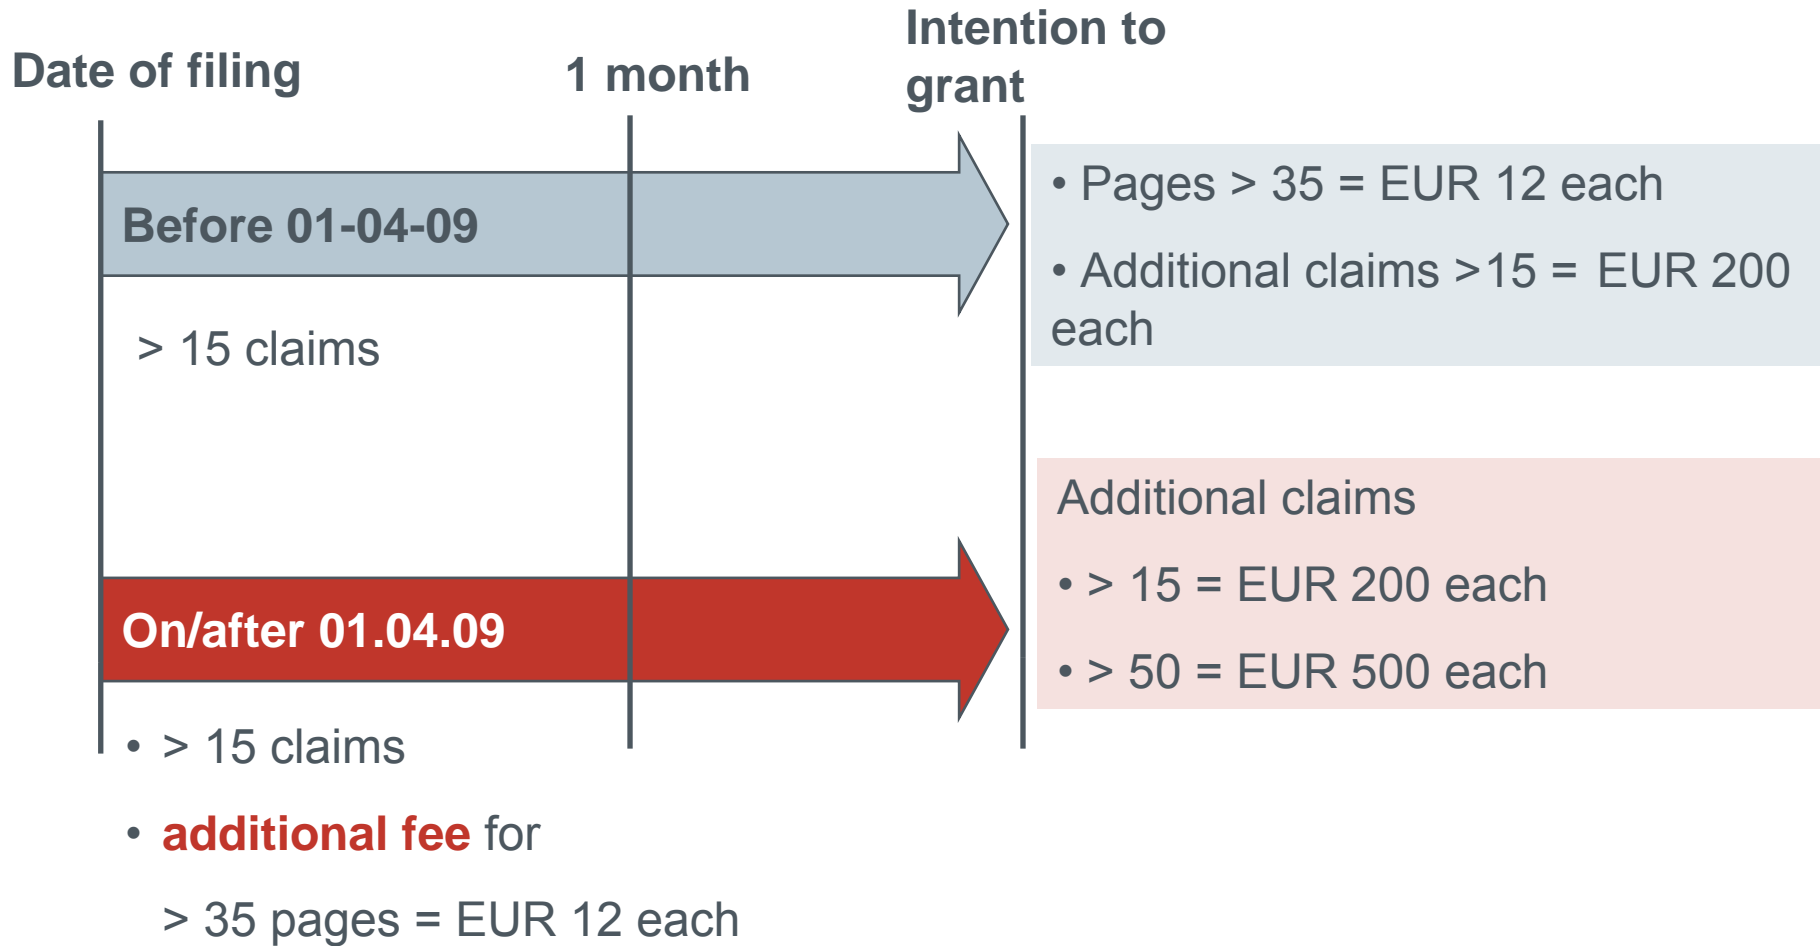 Date of filing
1 month
Intention to
grant
Before 01-04-09
• Pages > 35 = EUR 12 each
• Additional claims >15 = EUR 200
each
> 15 claims
Additional claims
• > 15 = EUR 200 each
• > 50 = EUR 500 each
On/after 01.04.09
• > 15 claims
• additional fee for
> 35 pages = EUR 12 each